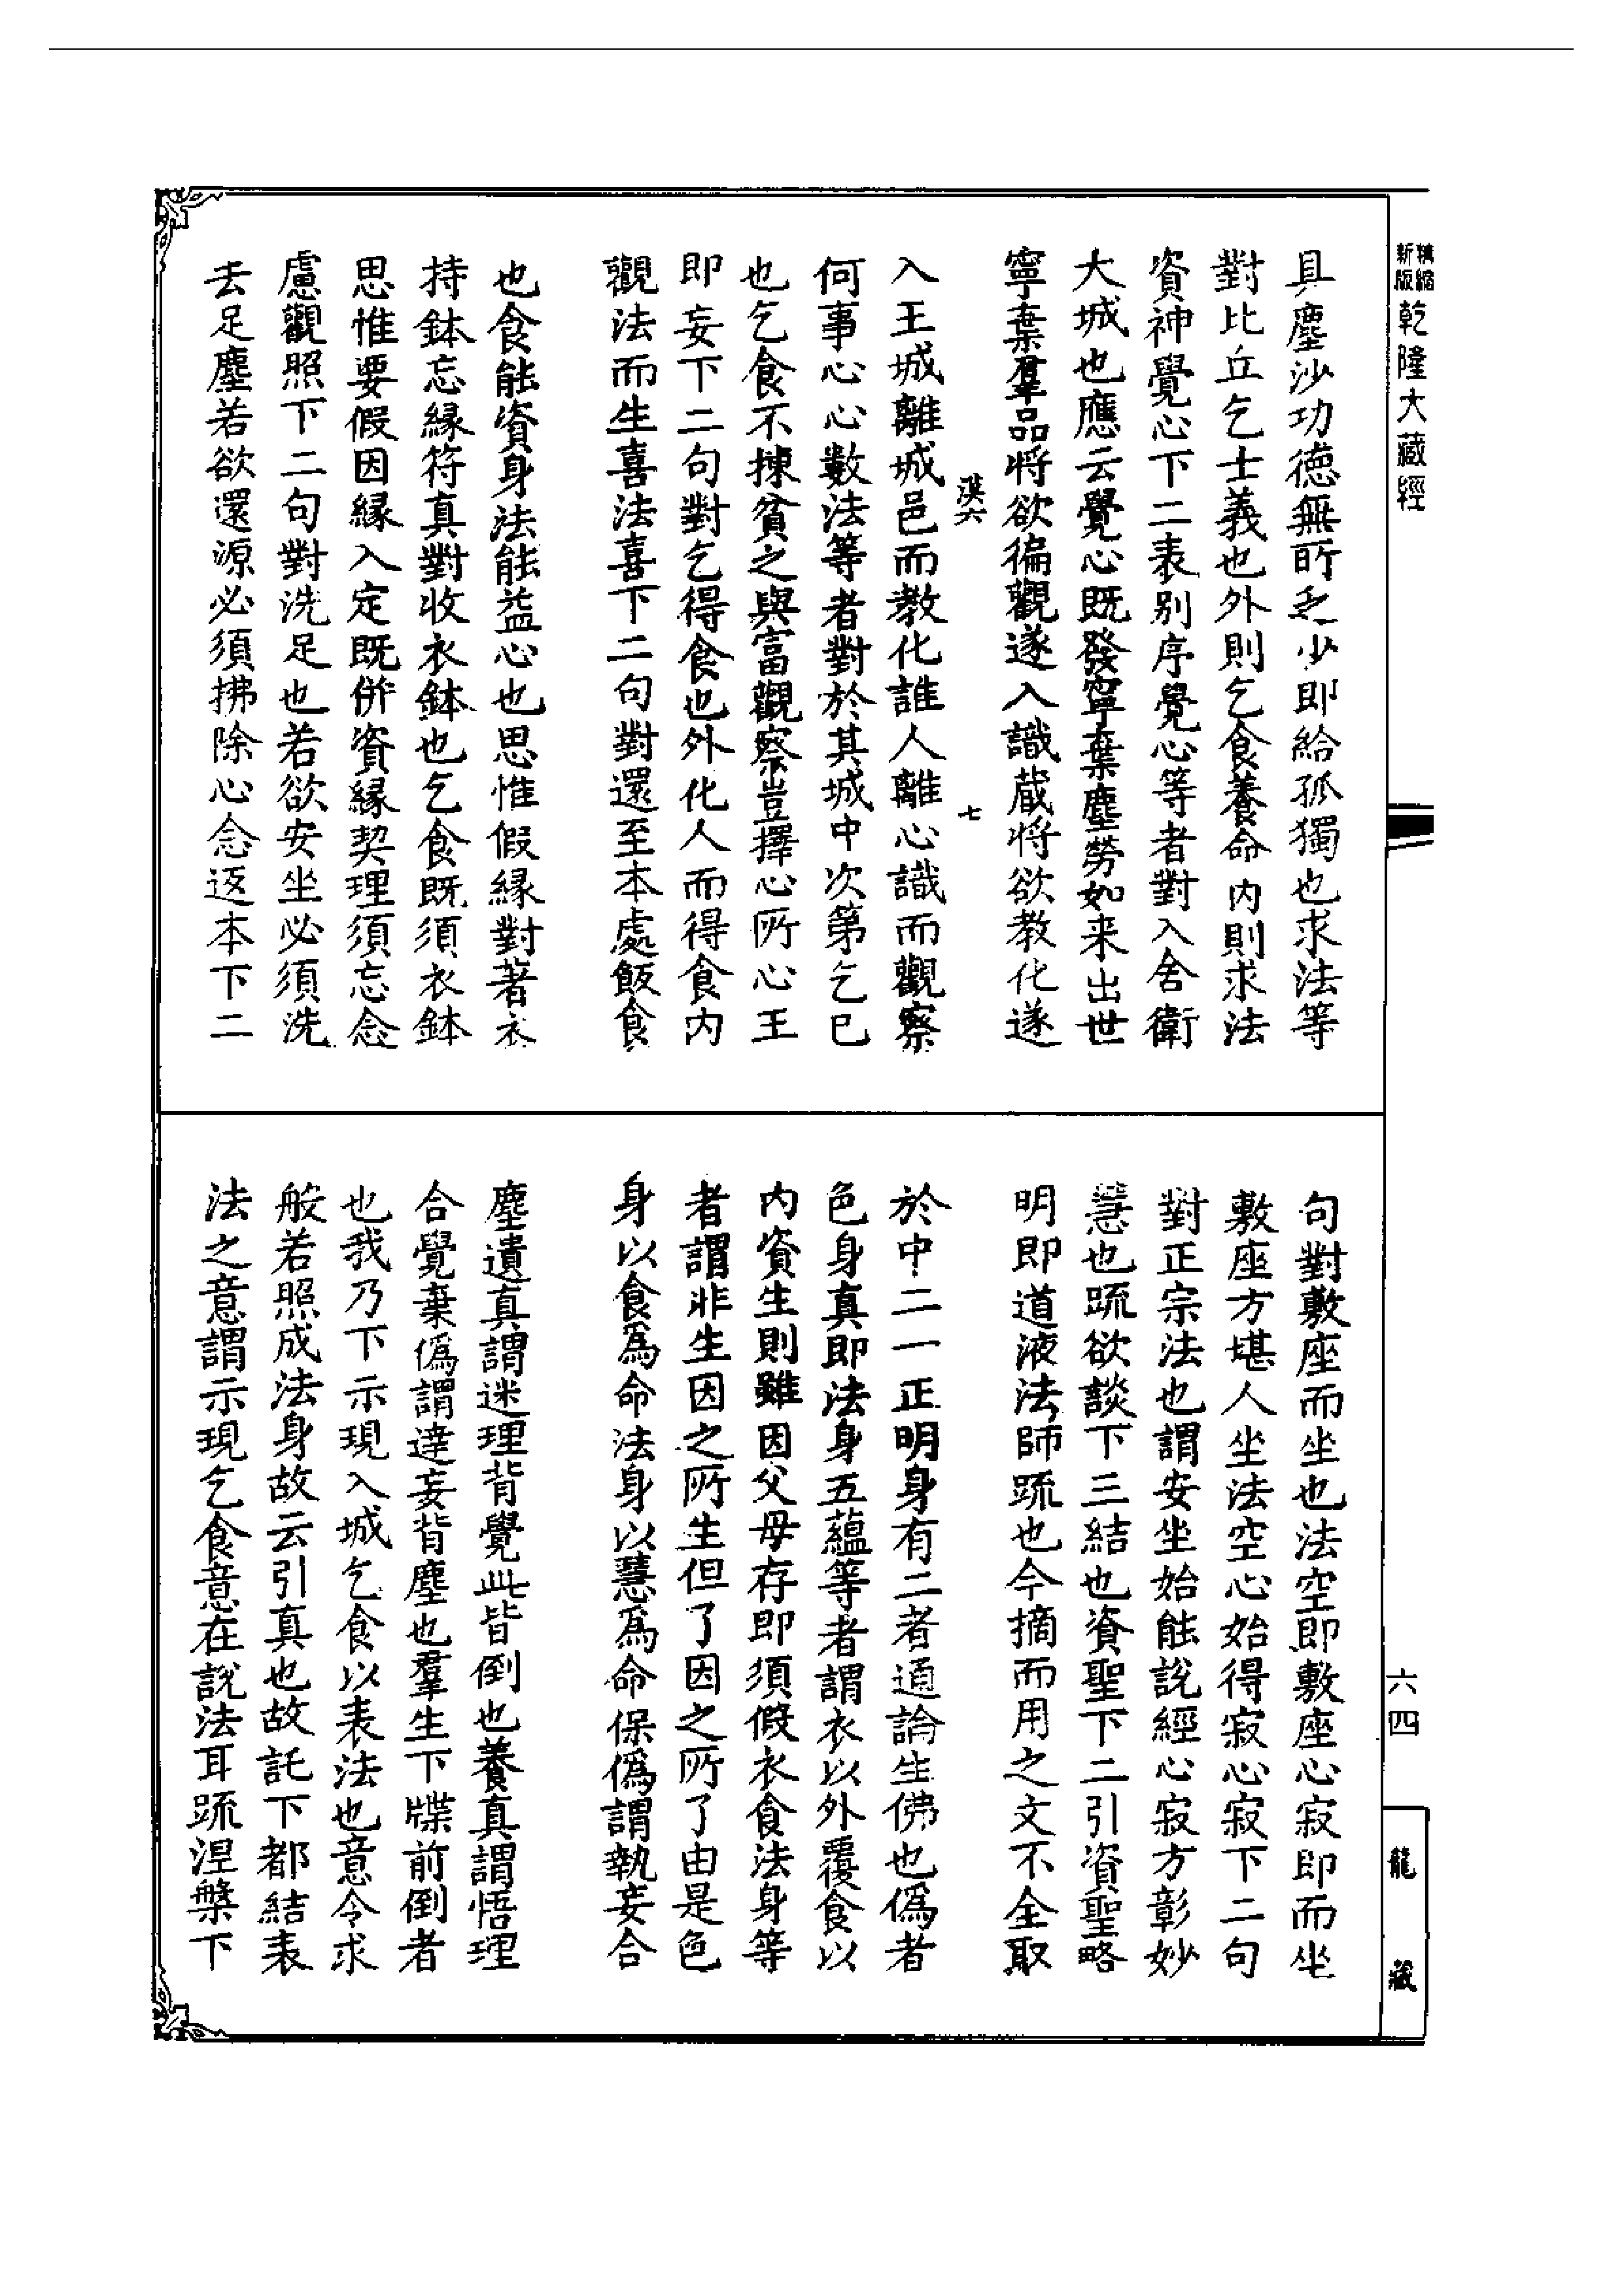 精縮新版乾隆大藏經
具塵沙功德無所乏少即給孤獨也求法等
對比丘乞士義也外則乞食養命內則求法
資神覺心下二表別序覺心等者對入舍衛
大城也應云覺心既發寧棄塵勞如來出世
寧棄羣品將欲徧觀遂入識藏將欲教化遂
漢六
七
入王城離城邑而教化誰人離心識而觀察
何事心心數法等者對於其城中次第乞已
也乞食不揀貧之與富觀察豈擇心所心王
即妄下二句對乞得食也外化人而得食內
觀法而生喜法喜下二句對還至本處飯食
也食能資身法能益心也思惟假緣對著衣
持鉢忘緣符真對收衣鉢也乞食既須衣鉢
思惟要假因緣入定既併資緣契理須忘念
慮觀照下二句對洗足也若欲安坐必須洗
去足塵若欲還源必須拂除心念返本下二
句對敷座而坐也法空即敷座心寂即而坐
敷座方堪人坐法空心始得寂心寂下二句
對正宗法也謂安坐始能說經心寂方彰妙
慧也䟽欲談下三結也資聖下二引資聖略
明即道液法師䟽也今摘而用之文不全取
於中二一正明身有二者通論生佛也偽者
色身真即法身五蘊等者謂衣以外覆食以
內資生則雖因父母存即須假衣食法身等
者謂非生因之所生但了因之所了由是色
身以食為命法身以慧為命保偽謂執妄合
塵遺真謂迷理背覺此皆倒也養真謂悟理
合覺棄偽謂達妄背塵也羣生下牒前倒者
也我乃下示現入城乞食以表法也意令求
般若照成法身故云引真也故託下都結表
法之意謂示現乞食意在說法耳䟽涅槃下
六四
龍藏